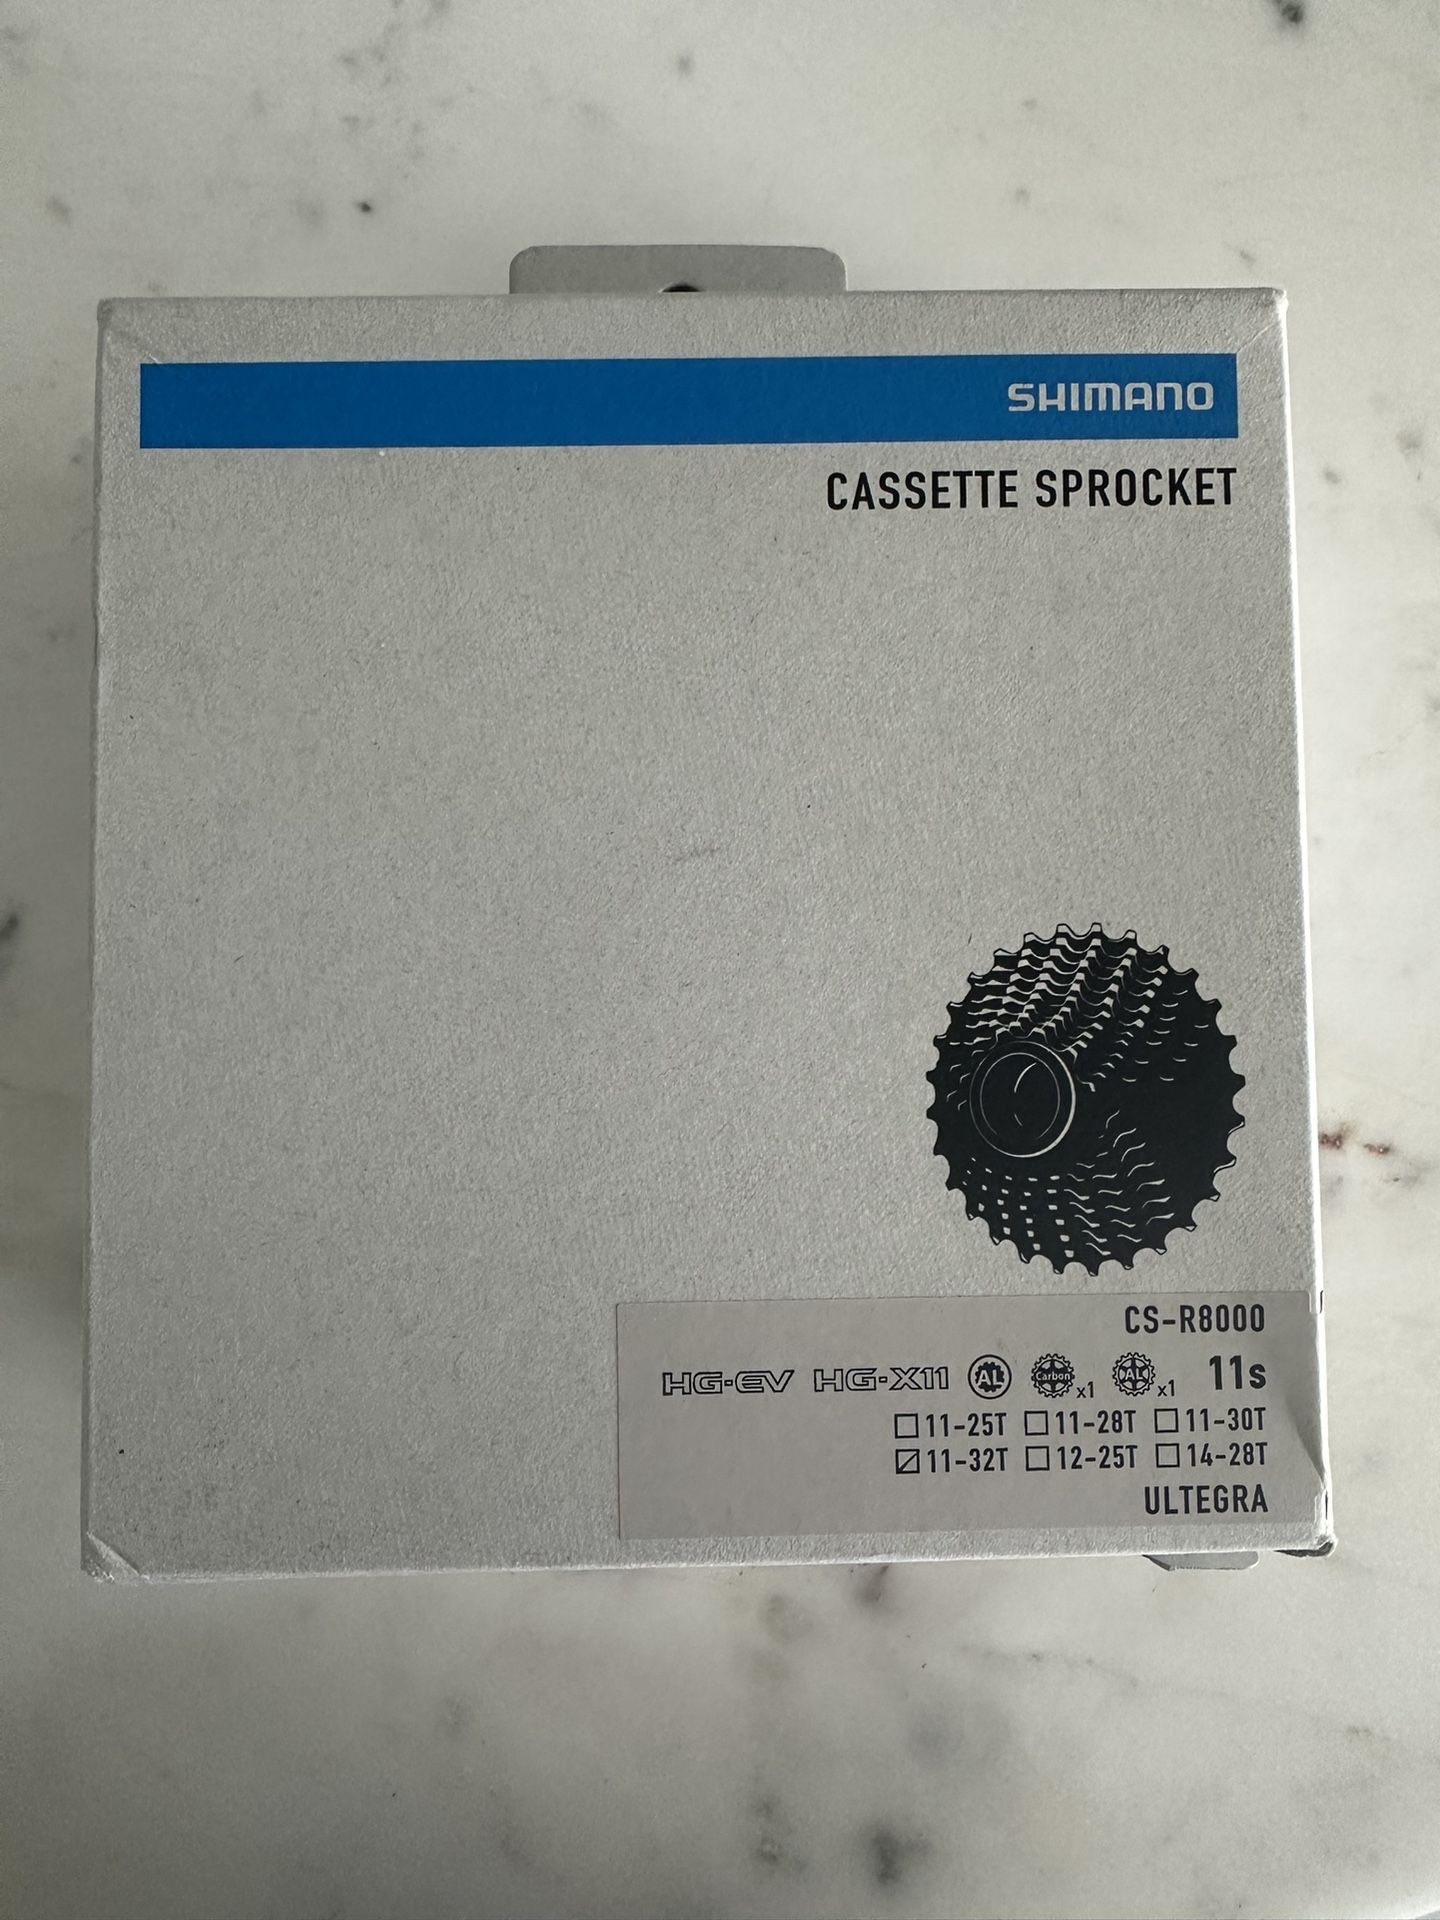 SHIMANO
CASSETTE SPROCKET
CS-R8000
HG-EV HG-X11 AL Carbon x1 AL x1 11s
☐11-25T ☐11-28T ☐11-30T
☑11-32T ☐12-25T ☐14-28T
ULTEGRA